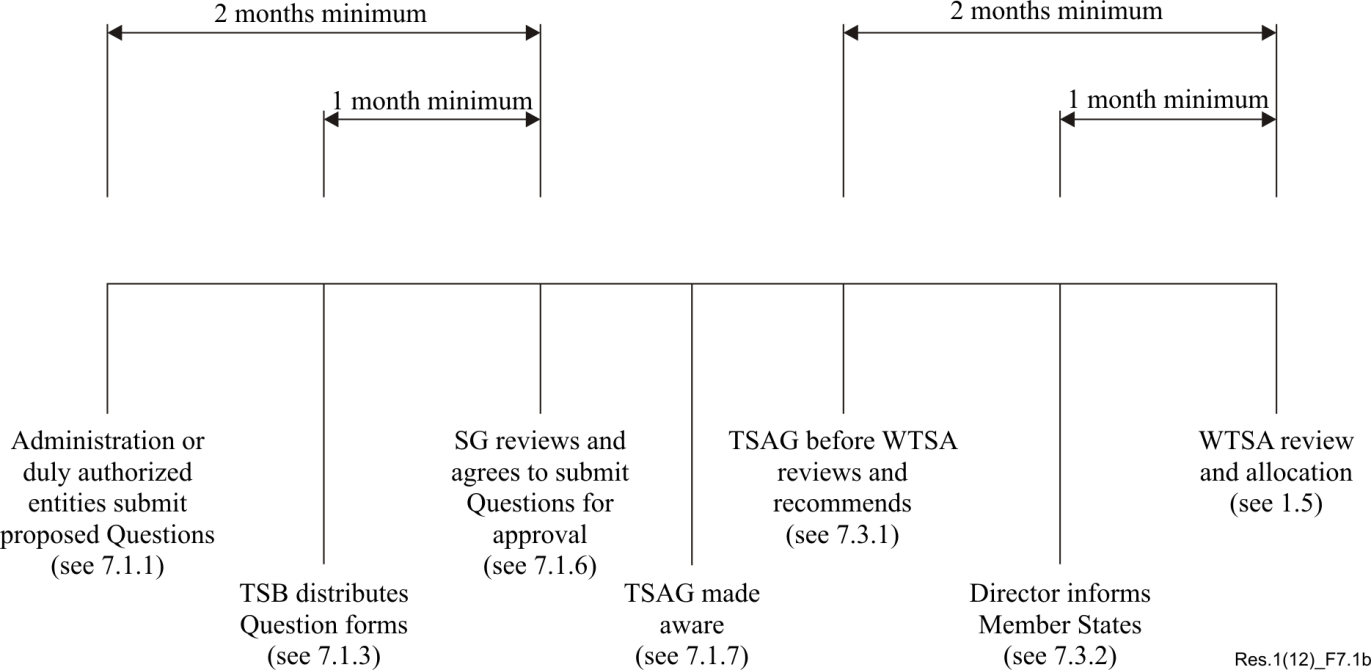 2 months minimum
2 months minimum
1 month minimum
1 month minimum
Administration or
duly authorized
entities submit
proposed Questions
(see 7.1.1)
TSB distributes
Question forms
(see 7.1.3)
SG reviews and
agrees to submit
Questions for
approval
(see 7.1.6)
TSAG made
aware
(see 7.1.7)
TSAG before WTSA
reviews and
recommends
(see 7.3.1)
Director informs
Member States
(see 7.3.2)
WTSA review
and allocation
(see 1.5)
Res.1(12)_F7.1b